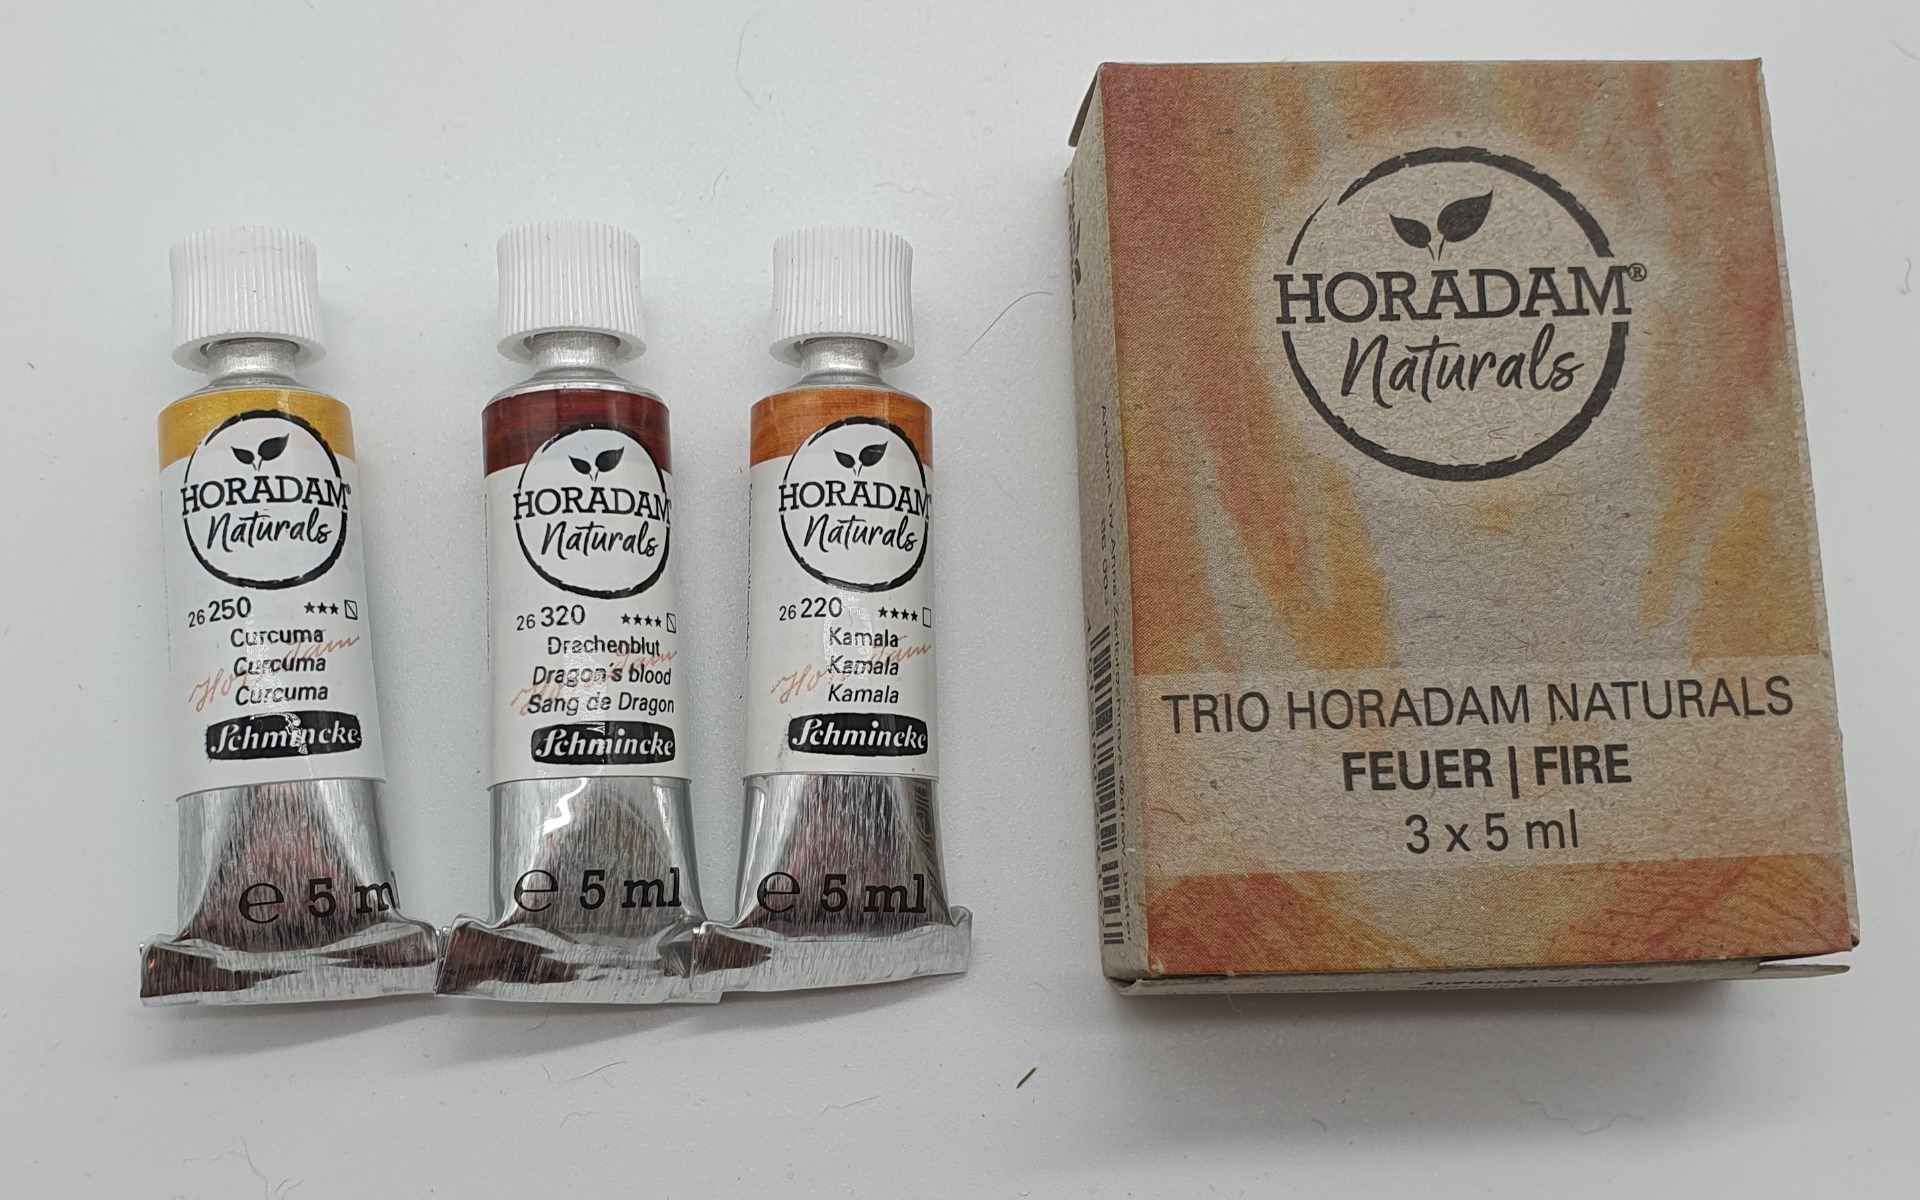 HORADAM®
Naturals
26 250 ★★★
Curcuma
Curcuma
Curcuma
Schmincke
℮ 5 ml
HORADAM
Naturals
26 320 ★★★★
Drachenblut
Dragon's blood
Sang de Dragon
Schmincke
℮ 5 ml
HORADAM
Naturals
26 220 ★★★★
Kamala
Kamala
Kamala
Schmincke
℮ 5 ml
HORADAM®
Naturals
TRIO HORADAM NATURALS
FEUER | FIRE
3 x 5 ml